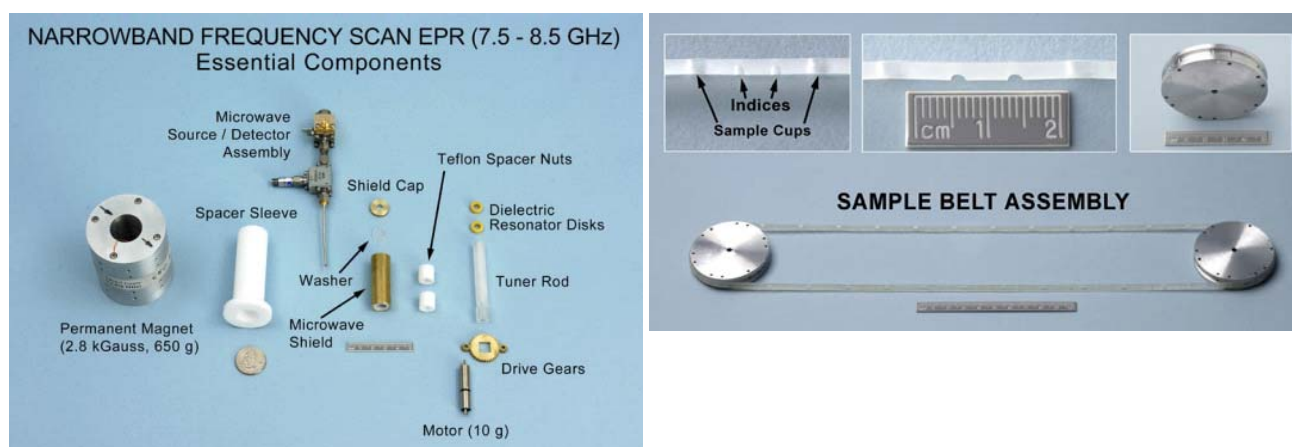 NARROWBAND FREQUENCY SCAN EPR (7.5 - 8.5 GHz)
Essential Components
Microwave
Source / Detector
Assembly
Teflon Spacer Nuts
Shield Cap
Spacer Sleeve
Dielectric
Resonator Disks
Washer
Tuner Rod
Microwave
Shield
Permanent Magnet
(2.8 kGauss, 650 g)
Drive Gears
Motor (10 g)
Indices
Sample Cups
cm 1 2
SAMPLE BELT ASSEMBLY